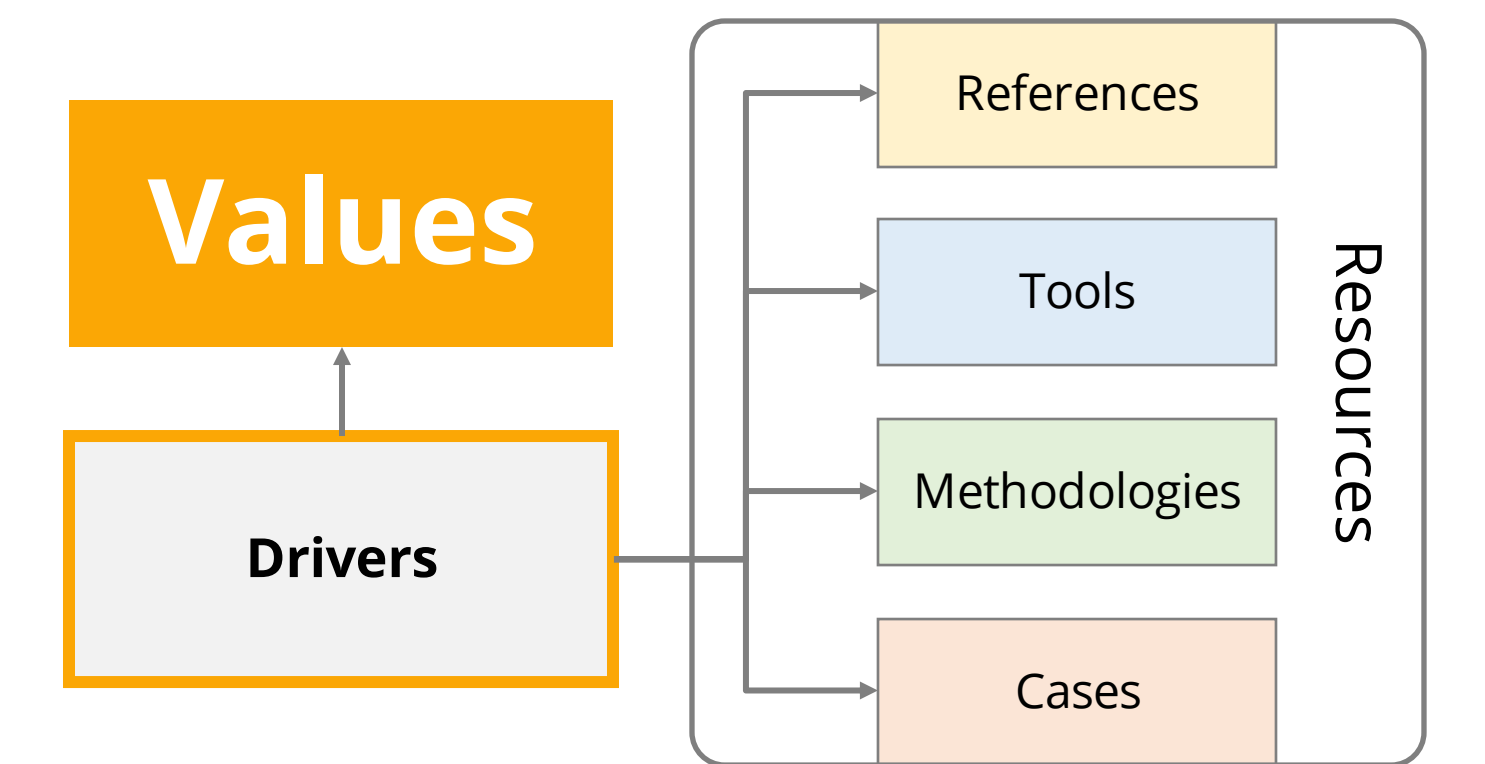 Values
Drivers
References
Tools
Methodologies
Cases
Resources